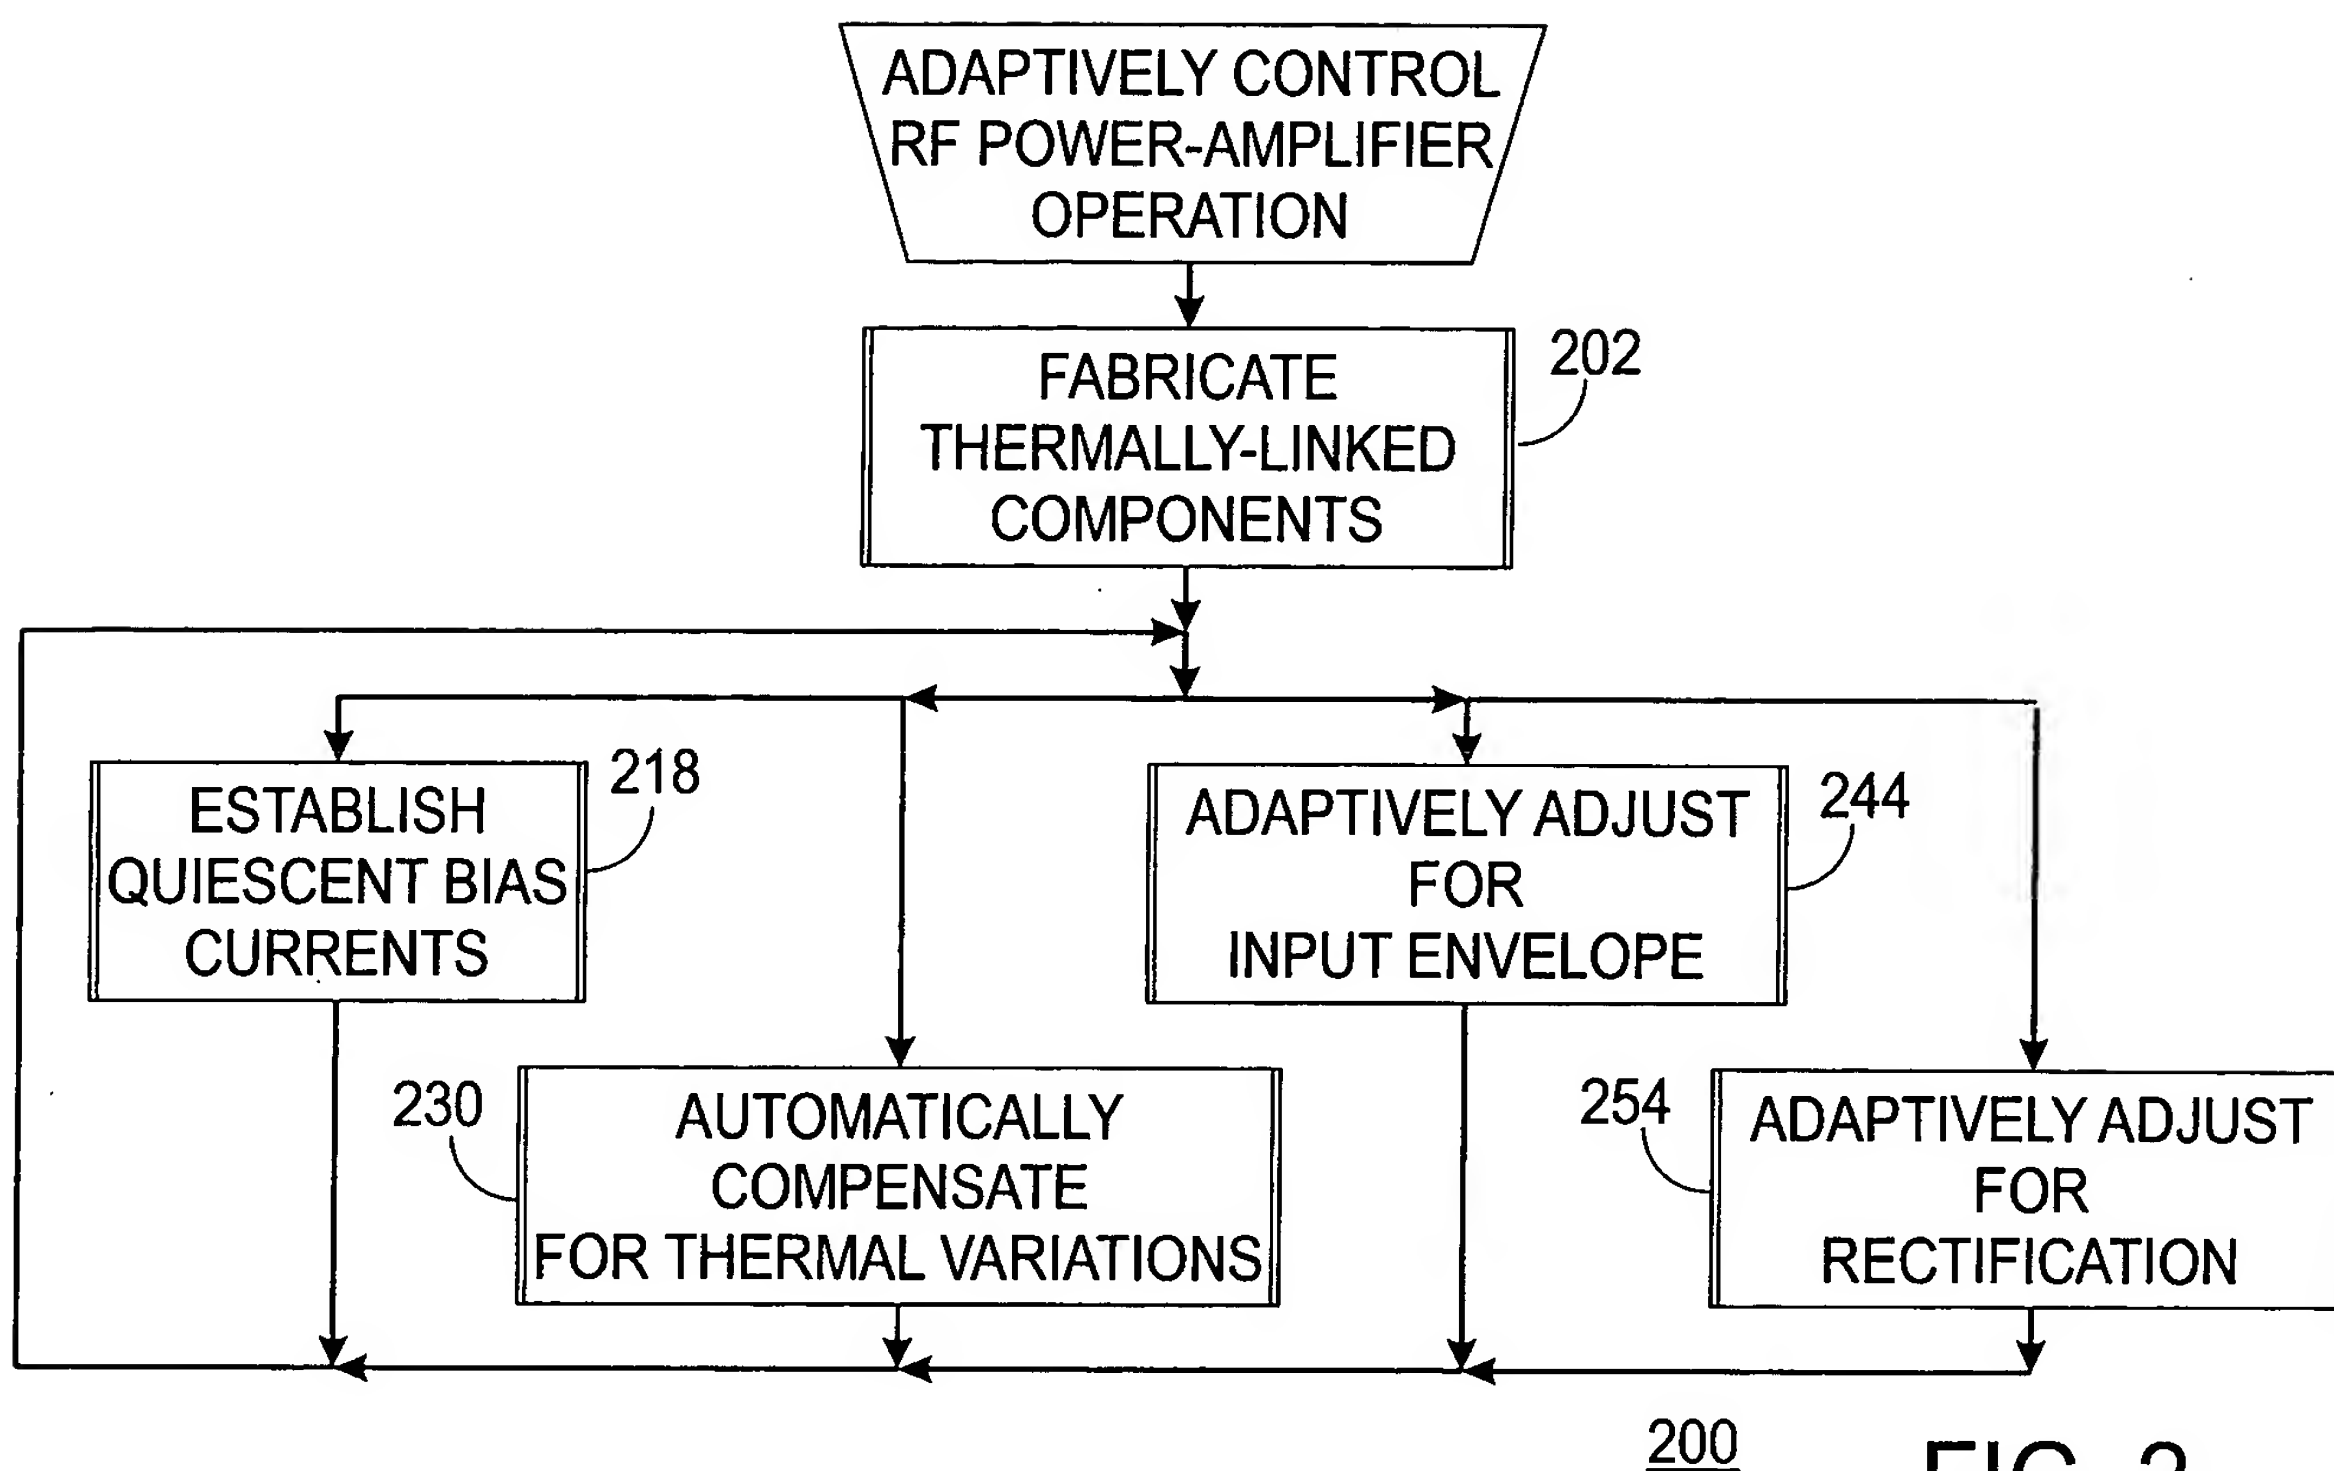 ADAPTIVELY CONTROL
RF POWER-AMPLIFIER
OPERATION
FABRICATE
THERMALLY-LINKED
COMPONENTS
202
ESTABLISH
QUIESCENT BIAS
CURRENTS
218
ADAPTIVELY ADJUST
FOR
INPUT ENVELOPE
244
230
AUTOMATICALLY
COMPENSATE
FOR THERMAL VARIATIONS
254
ADAPTIVELY ADJUST
FOR
RECTIFICATION
200
FIG.